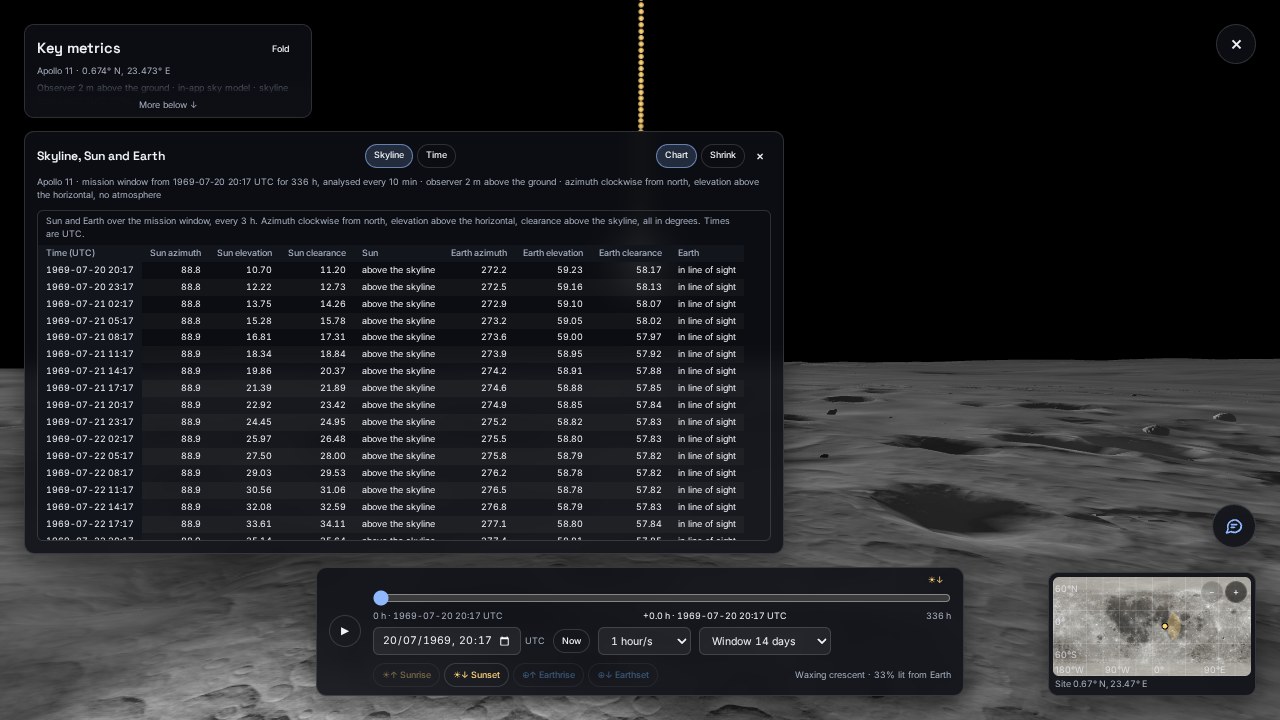 Key metrics
Fold
Apollo 11 · 0.674° N, 23.473° E
Observer 2 m above the ground · in-app sky model · skyline
More below ↓
×
Skyline, Sun and Earth
Skyline Time
Chart Shrink ×
Apollo 11 · mission window from 1969-07-20 20:17 UTC for 336 h, analysed every 10 min · observer 2 m above the ground · azimuth clockwise from north, elevation above
the horizontal, no atmosphere
Sun and Earth over the mission window, every 3 h. Azimuth clockwise from north, elevation above the horizontal, clearance above the skyline, all in degrees. Times
are UTC.
Time (UTC) Sun azimuth Sun elevation Sun clearance Sun Earth azimuth Earth elevation Earth clearance Earth
1969-07-20 20:17 88.8 10.70 11.20 above the skyline 272.2 59.23 58.17 in line of sight
1969-07-20 23:17 88.8 12.22 12.73 above the skyline 272.5 59.16 58.13 in line of sight
1969-07-21 02:17 88.8 13.75 14.26 above the skyline 272.9 59.10 58.07 in line of sight
1969-07-21 05:17 88.8 15.28 15.78 above the skyline 273.2 59.05 58.02 in line of sight
1969-07-21 08:17 88.9 16.81 17.31 above the skyline 273.6 59.00 57.97 in line of sight
1969-07-21 11:17 88.9 18.34 18.84 above the skyline 273.9 58.95 57.92 in line of sight
1969-07-21 14:17 88.9 19.86 20.37 above the skyline 274.2 58.91 57.88 in line of sight
1969-07-21 17:17 88.9 21.39 21.89 above the skyline 274.6 58.88 57.85 in line of sight
1969-07-21 20:17 88.9 22.92 23.42 above the skyline 274.9 58.85 57.84 in line of sight
1969-07-21 23:17 88.9 24.45 24.95 above the skyline 275.2 58.82 57.83 in line of sight
1969-07-22 02:17 88.9 25.97 26.48 above the skyline 275.5 58.80 57.83 in line of sight
1969-07-22 05:17 88.9 27.50 28.00 above the skyline 275.8 58.79 57.82 in line of sight
1969-07-22 08:17 88.9 29.03 29.53 above the skyline 276.2 58.78 57.82 in line of sight
1969-07-22 11:17 88.9 30.56 31.06 above the skyline 276.5 58.78 57.82 in line of sight
1969-07-22 14:17 88.9 32.08 32.59 above the skyline 276.8 58.79 57.83 in line of sight
1969-07-22 17:17 88.9 33.61 34.11 above the skyline 277.1 58.80 57.84 in line of sight
☀↓
0 h · 1969-07-20 20:17 UTC +0.0 h · 1969-07-20 20:17 UTC 336 h
20/07/1969, 20:17 UTC Now 1 hour/s Window 14 days
☀↑ Sunrise ☀↓ Sunset ⊕↑ Earthrise ⊕↓ Earthset Waxing crescent · 33% lit from Earth
60°N − +
0°
60°S
180°W 90°W 0° 90°E
Site 0.67° N, 23.47° E